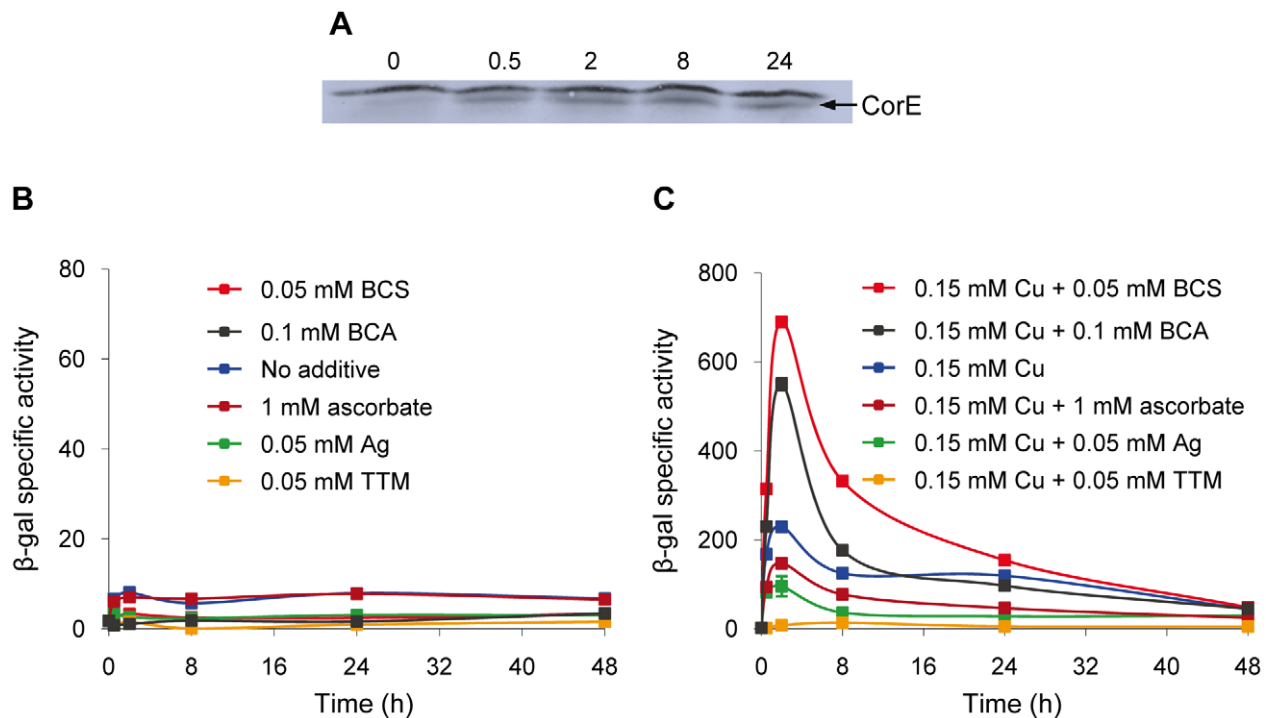 A
0 0.5 2 8 24
CorE
B
β-gal specific activity
80
60
40
20
0
0.05 mM BCS
0.1 mM BCA
No additive
1 mM ascorbate
0.05 mM Ag
0.05 mM TTM
0 8 16 24 32 40 48
Time (h)
C
β-gal specific activity
800
600
400
200
0
0.15 mM Cu + 0.05 mM BCS
0.15 mM Cu + 0.1 mM BCA
0.15 mM Cu
0.15 mM Cu + 1 mM ascorbate
0.15 mM Cu + 0.05 mM Ag
0.15 mM Cu + 0.05 mM TTM
0 8 16 24 32 40 48
Time (h)